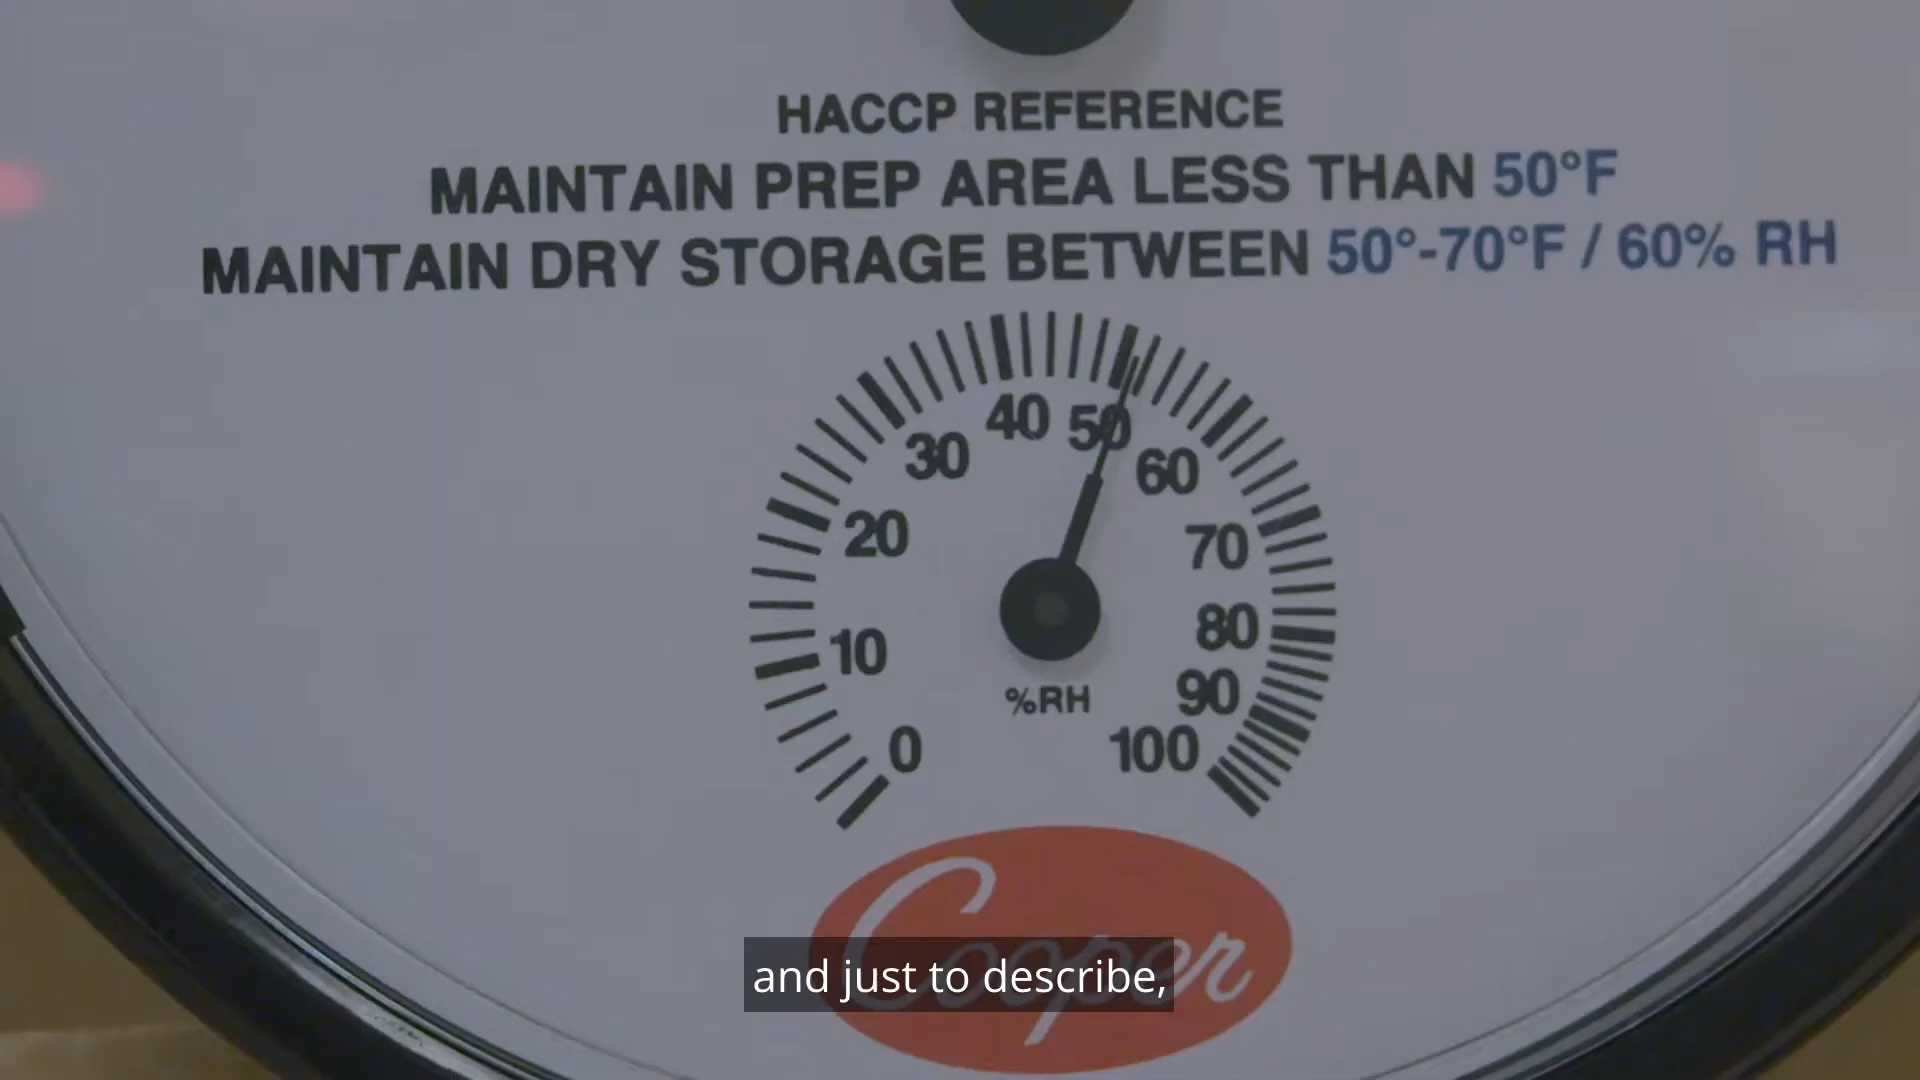 HACCP REFERENCE
MAINTAIN PREP AREA LESS THAN 50°F
MAINTAIN DRY STORAGE BETWEEN 50°-70°F / 60% RH
0
10
20
30
40
50
60
70
80
90
100
%RH
Cooper
and just to describe,